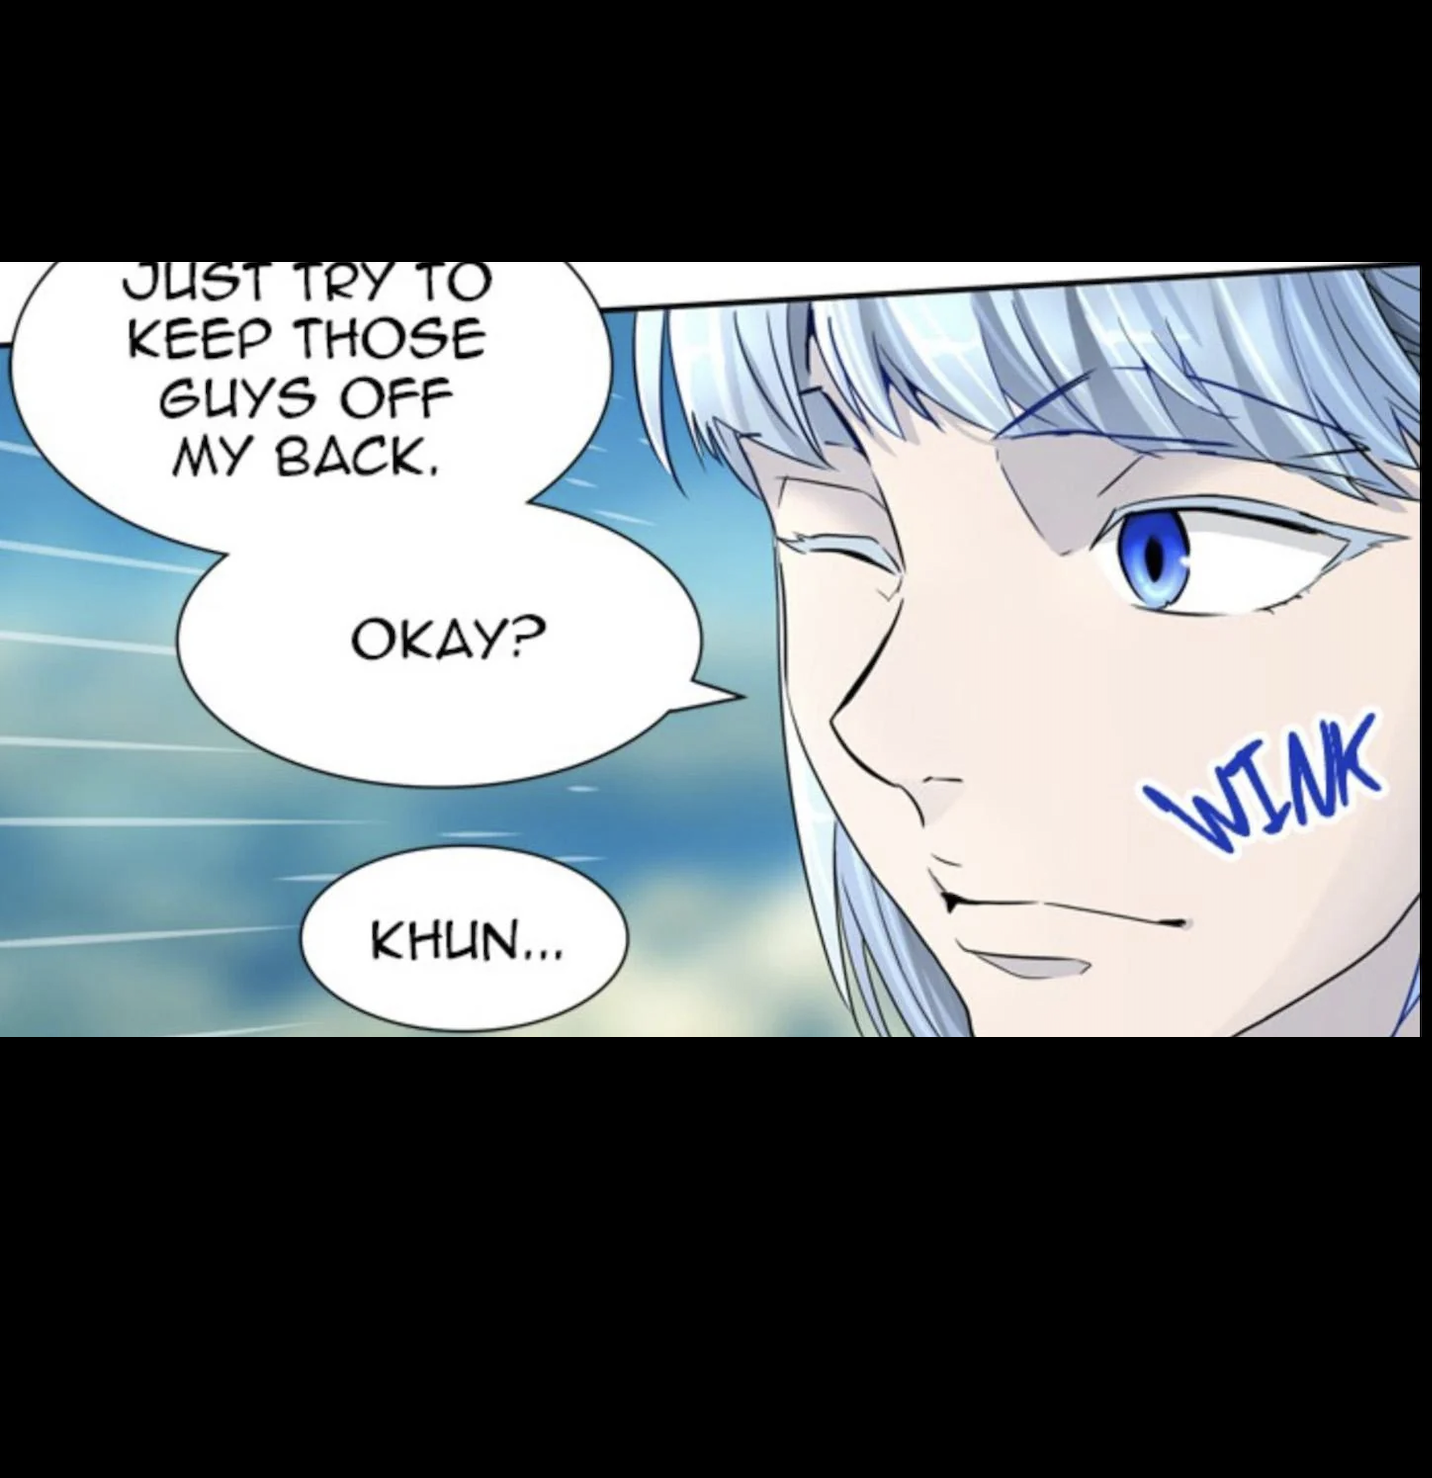 JUST TRY TO
KEEP THOSE
GUYS OFF
MY BACK.
OKAY?
WINK
KHUN...